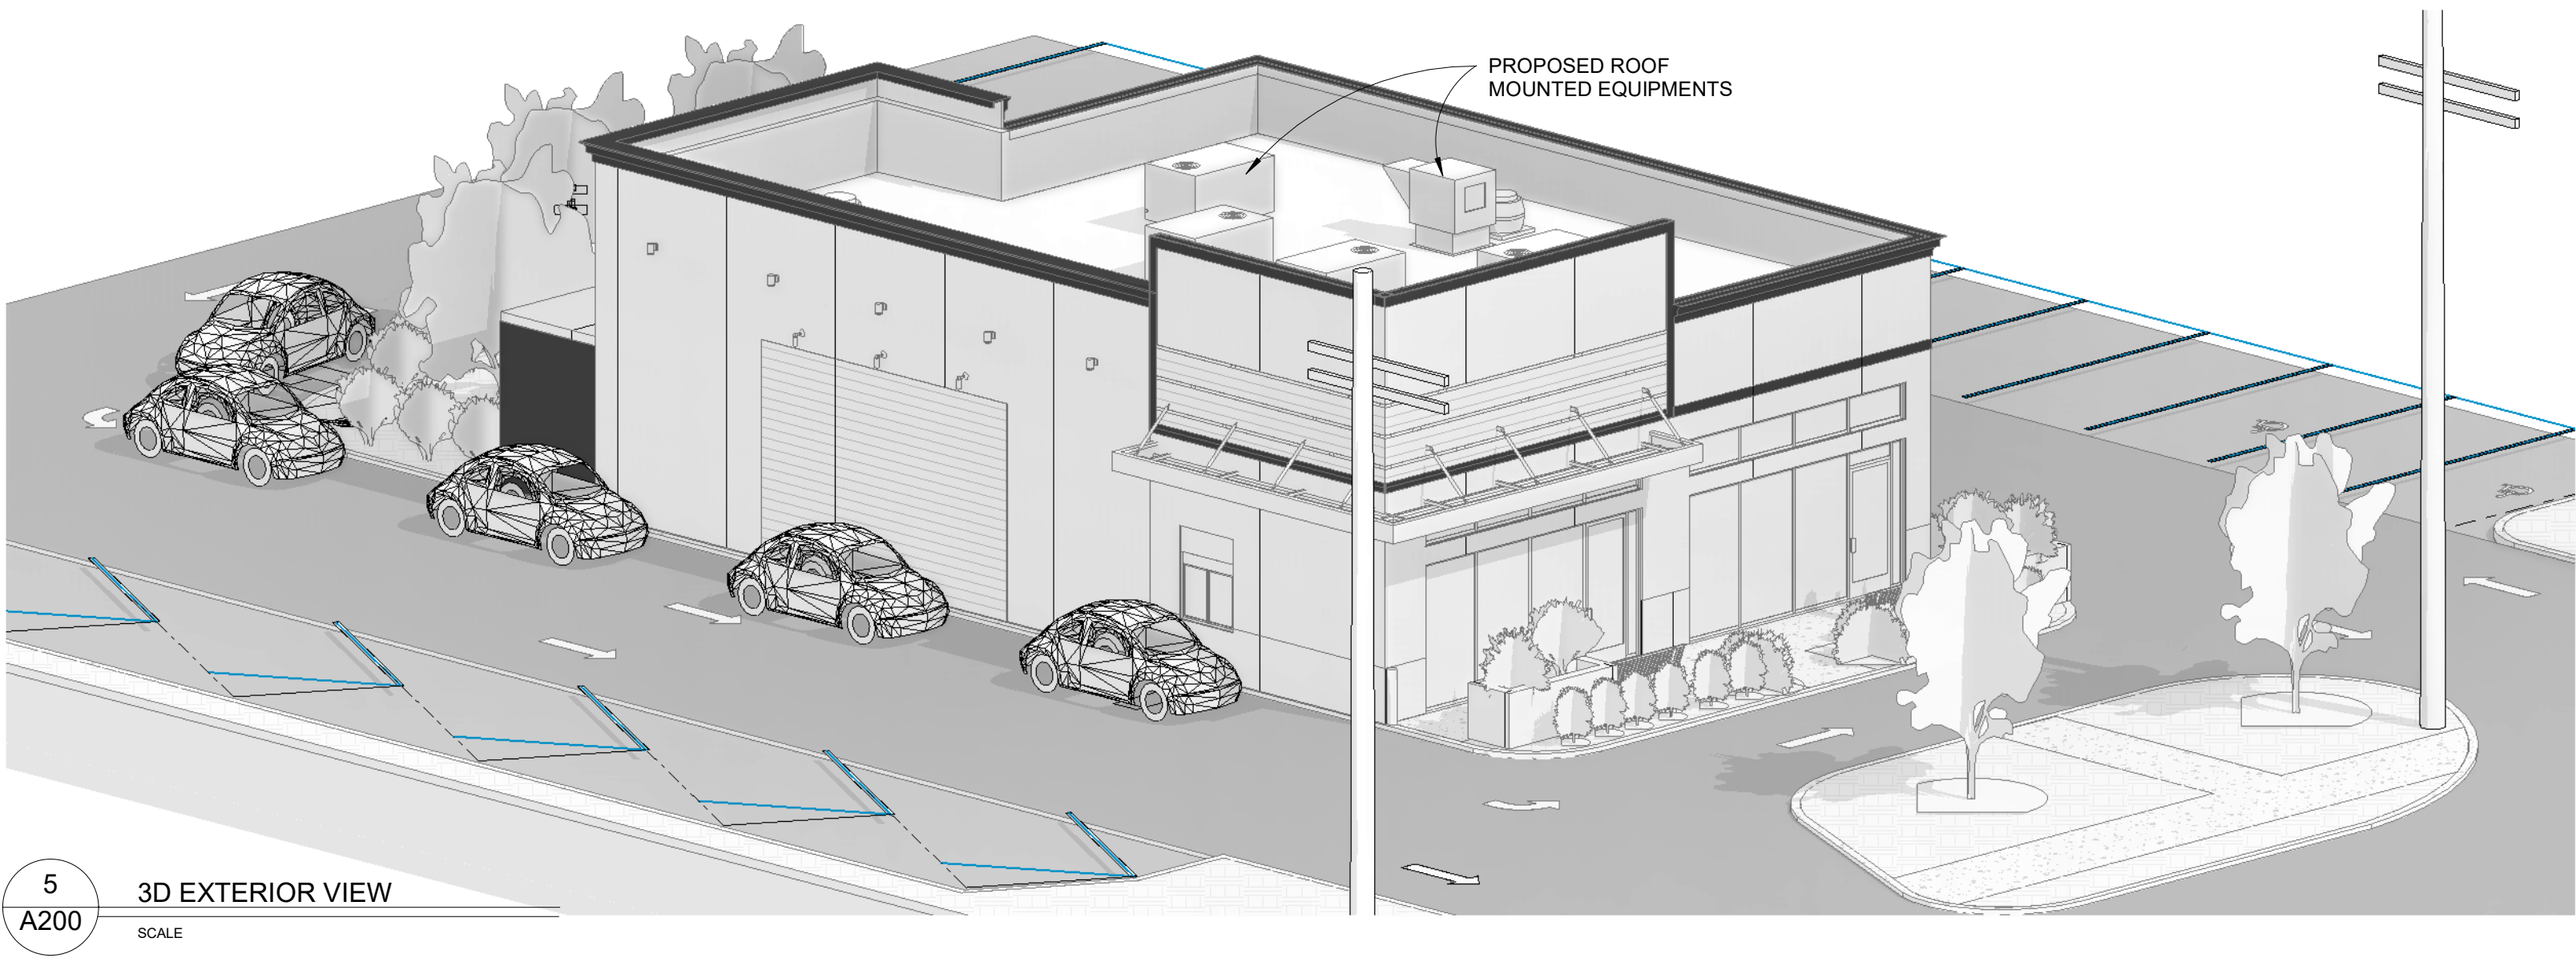 PROPOSED ROOF
MOUNTED EQUIPMENTS
5
A200
3D EXTERIOR VIEW
SCALE